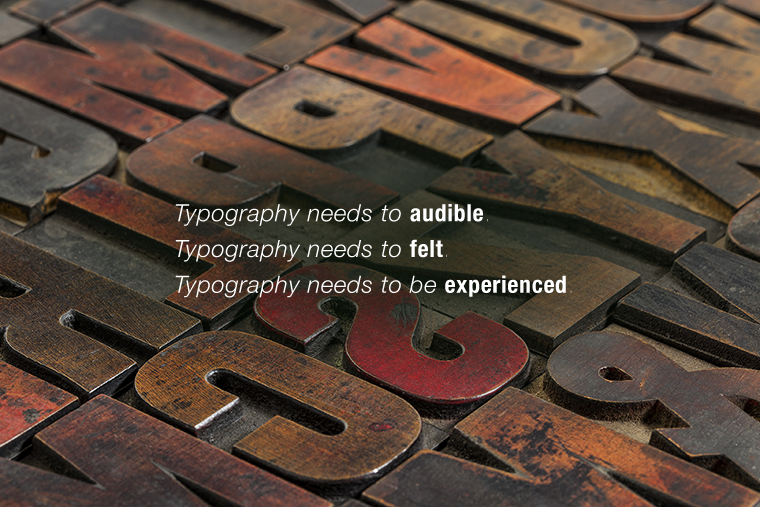 Typography needs to audible.
Typography needs to felt.
Typography needs to be experienced.